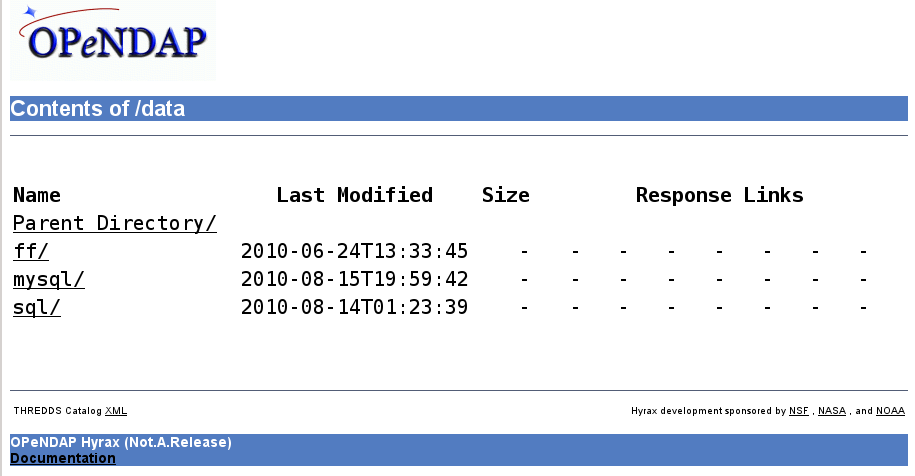 OPeNDAP
Contents of /data
Name Last Modified Size Response Links
Parent Directory/
ff/ 2010-06-24T13:33:45 - - - - - - - -
mysql/ 2010-08-15T19:59:42 - - - - - - - -
sql/ 2010-08-14T01:23:39 - - - - - - - -
THREDDS Catalog XML Hyrax development sponsored by NSF , NASA , and NOAA
OPeNDAP Hyrax (Not.A.Release)
Documentation